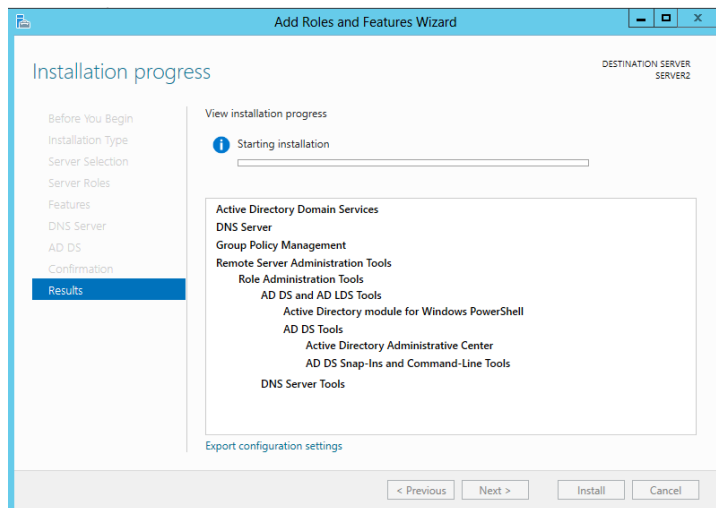 Add Roles and Features Wizard
Installation progress
DESTINATION SERVER
SERVER2
Before You Begin
Installation Type
Server Selection
Server Roles
Features
DNS Server
AD DS
Confirmation
Results
View installation progress
Starting installation
Active Directory Domain Services
DNS Server
Group Policy Management
Remote Server Administration Tools
Role Administration Tools
AD DS and AD LDS Tools
Active Directory module for Windows PowerShell
AD DS Tools
Active Directory Administrative Center
AD DS Snap-Ins and Command-Line Tools
DNS Server Tools
Export configuration settings
< Previous Next > Install Cancel